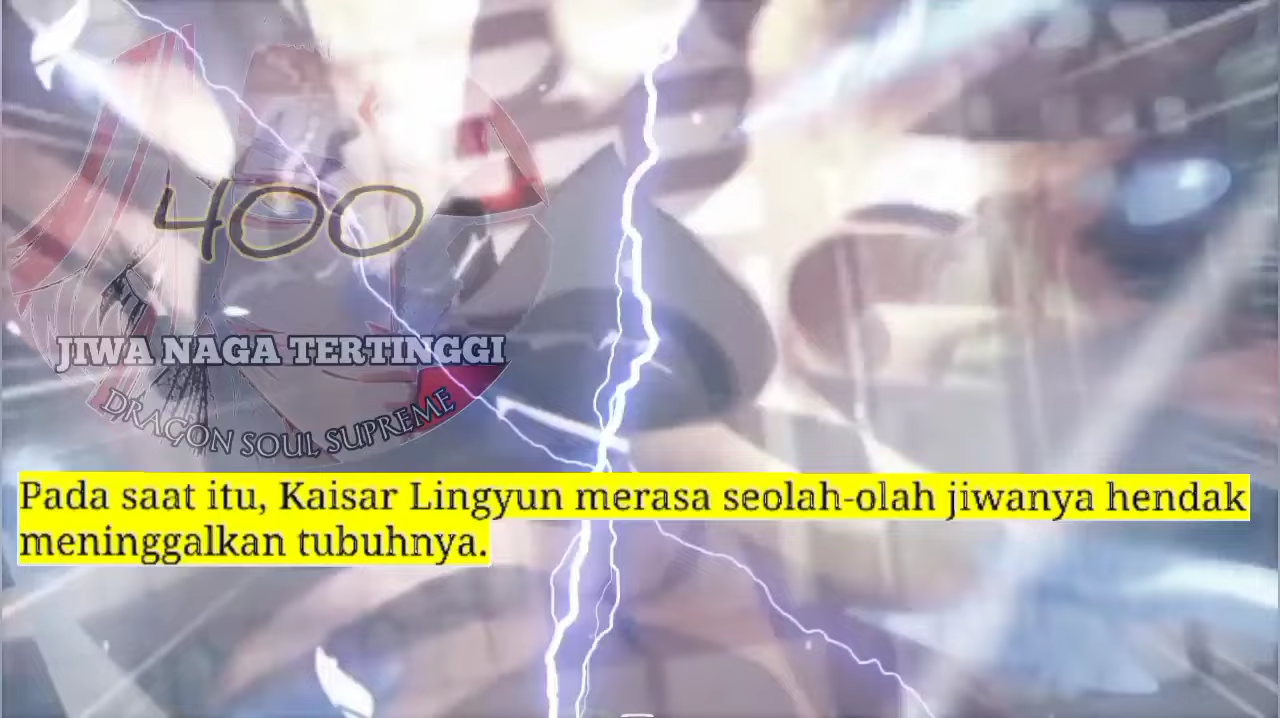 400
JIWA NAGA TERTINGGI
DRAGON SOUL SUPREME
Pada saat itu, Kaisar Lingyun merasa seolah-olah jiwanya hendak
meninggalkan tubuhnya.